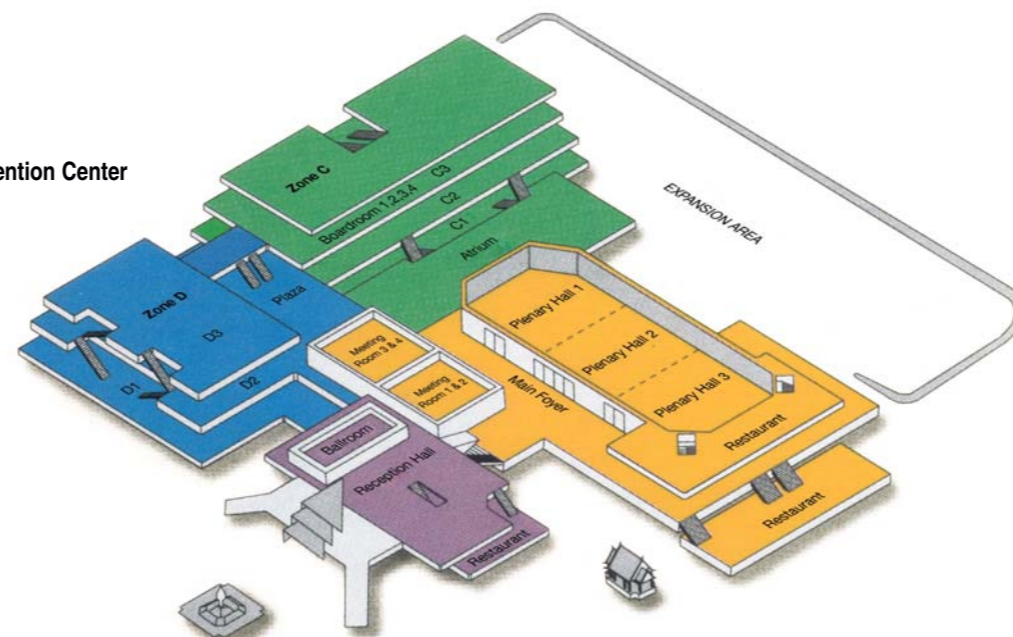 ention Center
Zone C
C3
Boardroom 1,2,3,4
C2
C1
Atrium
EXPANSION AREA
Zone D
Plaza
D3
D1
D2
Meeting
Room 3 & 4
Meeting
Room 1 & 2
Plenary Hall 1
Plenary Hall 2
Plenary Hall 3
Main Foyer
Restaurant
Restaurant
Ballroom
Reception Hall
Restaurant